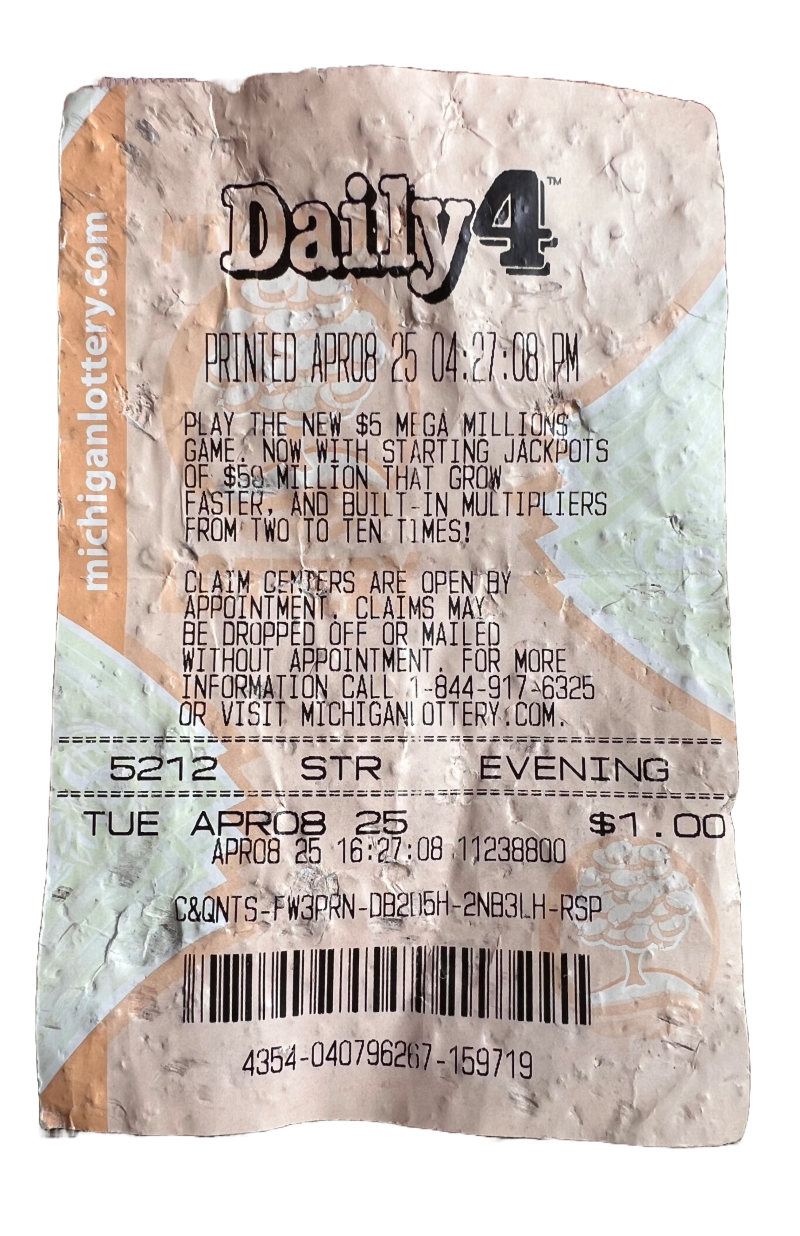 michiganlottery.com
Daily4™
PRINTED APR08 25 04:27:08 PM
PLAY THE NEW $5 MEGA MILLIONS
GAME. NOW WITH STARTING JACKPOTS
OF $50 MILLION THAT GROW
FASTER, AND BUILT-IN MULTIPLIERS
FROM TWO TO TEN TIMES!
CLAIM CENTERS ARE OPEN BY
APPOINTMENT. CLAIMS MAY
BE DROPPED OFF OR MAILED
WITHOUT APPOINTMENT. FOR MORE
INFORMATION CALL 1-844-917-6325
OR VISIT MICHIGANLOTTERY.COM.
5212 STR EVENING
TUE APR08 25 $1.00
APR08 25 16:27:08 11238800
C&QNTS-FW3PRN-DB2D5H-2NB3LH-RSP
4354-040796267-159719